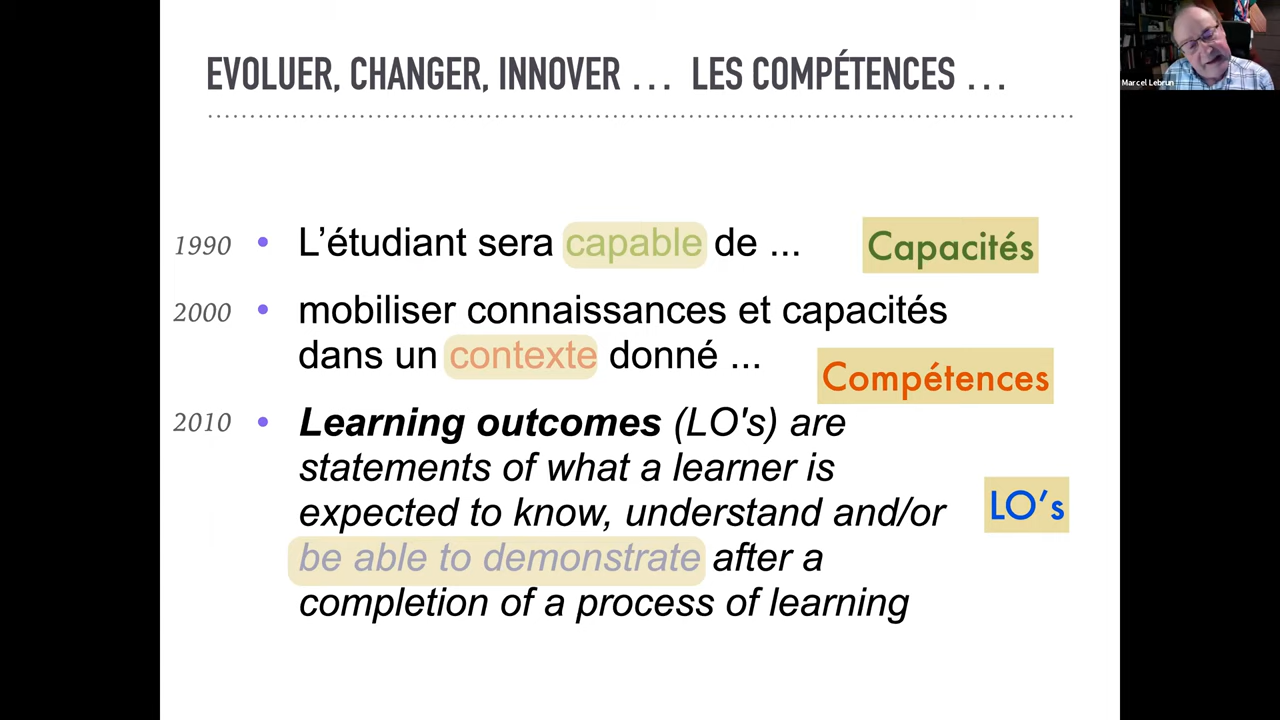 EVOLUER, CHANGER, INNOVER ... LES COMPÉTENCES ...
Marcel Lebrun
1990 • L’étudiant sera capable de ... Capacités
2000 • mobiliser connaissances et capacités
dans un contexte donné ...
Compétences
2010 • Learning outcomes (LO's) are
statements of what a learner is
expected to know, understand and/or
LO’s
be able to demonstrate after a
completion of a process of learning